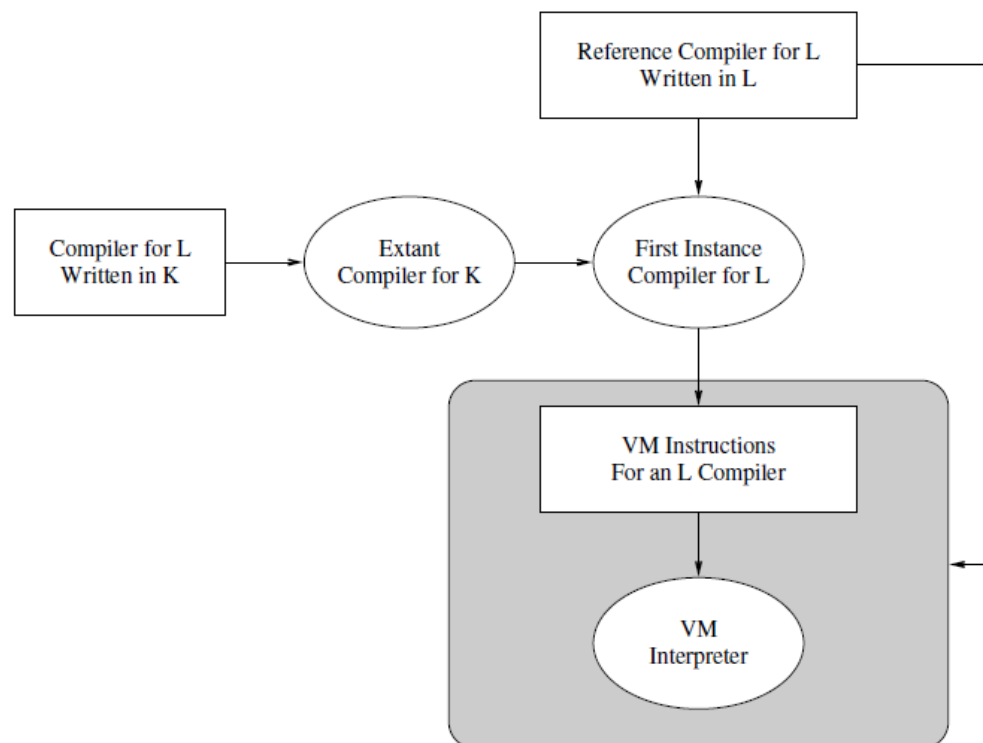 Reference Compiler for L
Written in L
Compiler for L
Written in K
Extant
Compiler for K
First Instance
Compiler for L
VM Instructions
For an L Compiler
VM
Interpreter